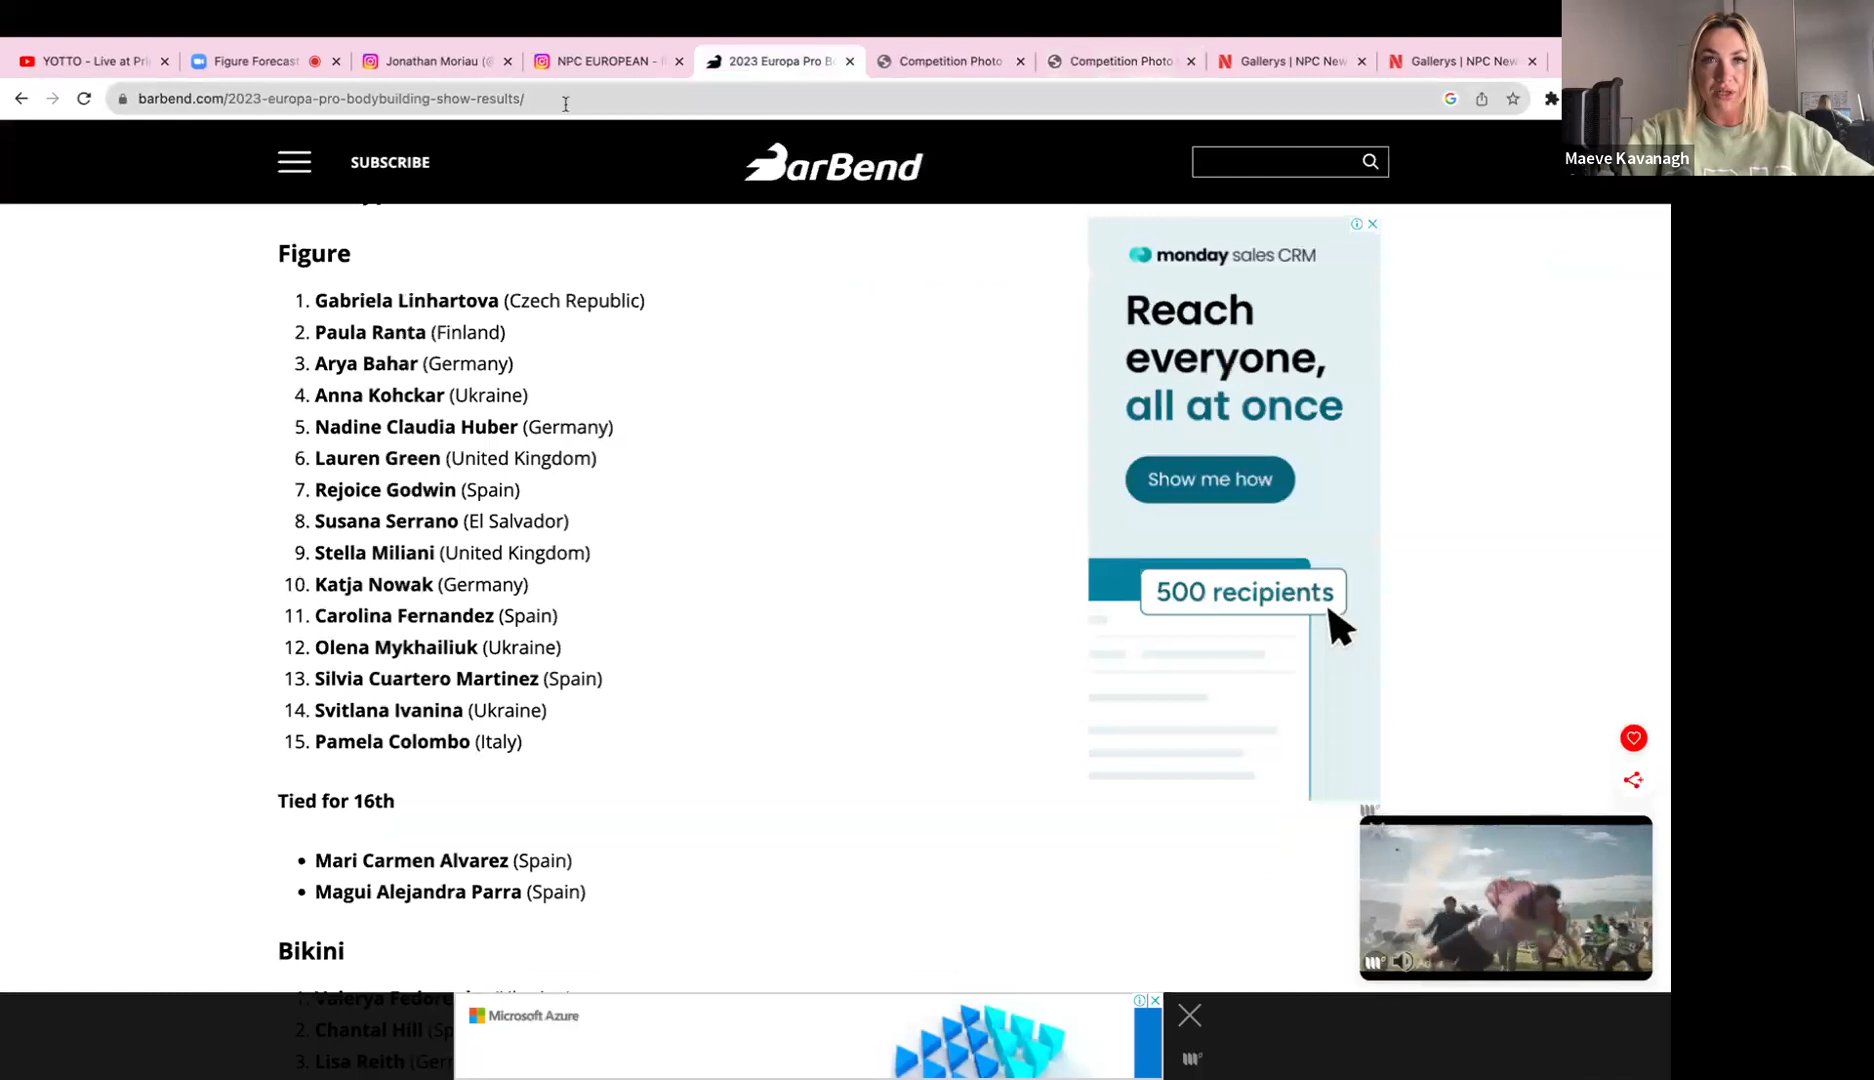 YOTTO - Live at Pri
Figure Forecast
Jonathan Moriau (@
NPC EUROPEAN -
2023 Europa Pro B
Competition Photo
Competition Photo
Gallerys | NPC New
Gallerys | NPC New
barbend.com/2023-europa-pro-bodybuilding-show-results/
Maeve Kavanagh
SUBSCRIBE
BarBend
Figure
1. Gabriela Linhartova (Czech Republic)
2. Paula Ranta (Finland)
3. Arya Bahar (Germany)
4. Anna Kohckar (Ukraine)
5. Nadine Claudia Huber (Germany)
6. Lauren Green (United Kingdom)
7. Rejoice Godwin (Spain)
8. Susana Serrano (El Salvador)
9. Stella Miliani (United Kingdom)
10. Katja Nowak (Germany)
11. Carolina Fernandez (Spain)
12. Olena Mykhailiuk (Ukraine)
13. Silvia Cuartero Martinez (Spain)
14. Svitlana Ivanina (Ukraine)
15. Pamela Colombo (Italy)
Tied for 16th
• Mari Carmen Alvarez (Spain)
• Magui Alejandra Parra (Spain)
Bikini
2. Chantal Hill (Sp
3. Lisa Reith (Ger
monday sales CRM
Reach
everyone,
all at once
Show me how
500 recipients
Microsoft Azure